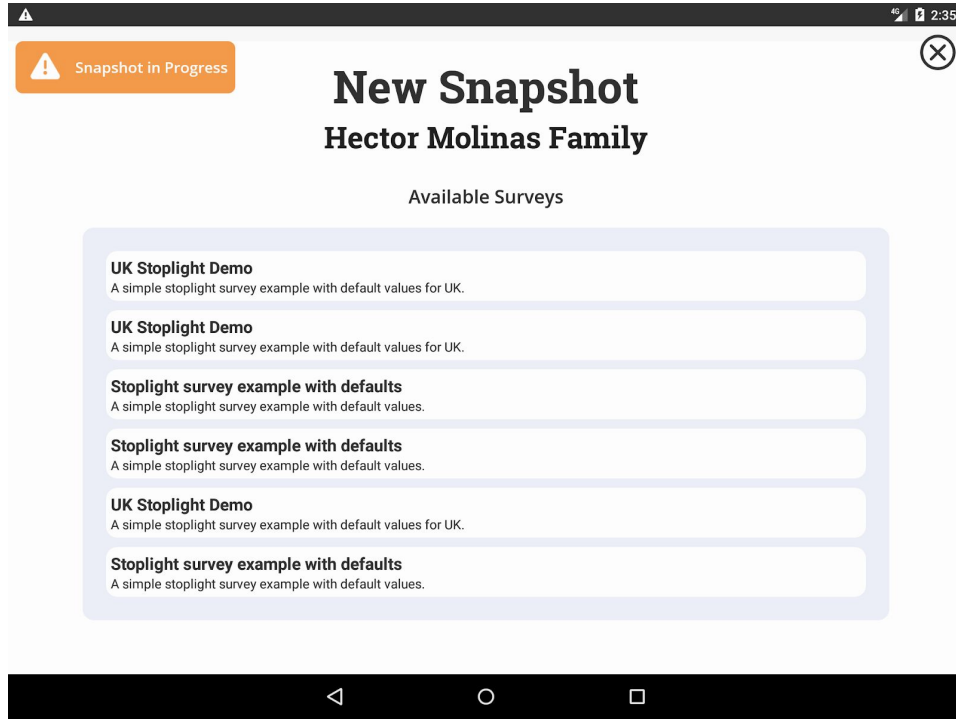 4G 2:35
Snapshot in Progress
New Snapshot
Hector Molinas Family
Available Surveys
UK Stoplight Demo
A simple stoplight survey example with default values for UK.
UK Stoplight Demo
A simple stoplight survey example with default values for UK.
Stoplight survey example with defaults
A simple stoplight survey example with default values.
Stoplight survey example with defaults
A simple stoplight survey example with default values.
UK Stoplight Demo
A simple stoplight survey example with default values for UK.
Stoplight survey example with defaults
A simple stoplight survey example with default values.